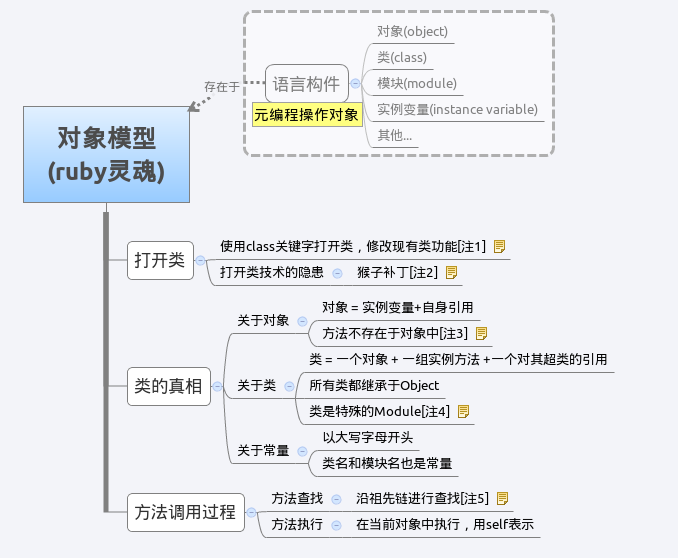 对象(object)
类(class)
存在于
语言构件
模块(module)
元编程操作对象
实例变量(instance variable)
其他...
对象模型
(ruby灵魂)
打开类
使用class关键字打开类，修改现有类功能[注1]
打开类技术的隐患
猴子补丁[注2]
类的真相
关于对象
对象 = 实例变量+自身引用
方法不存在于对象中[注3]
关于类
类 = 一个对象 + 一组实例方法 +一个对其超类的引用
所有类都继承于Object
类是特殊的Module[注4]
关于常量
以大写字母开头
类名和模块名也是常量
方法调用过程
方法查找
沿祖先链进行查找[注5]
方法执行
在当前对象中执行，用self表示